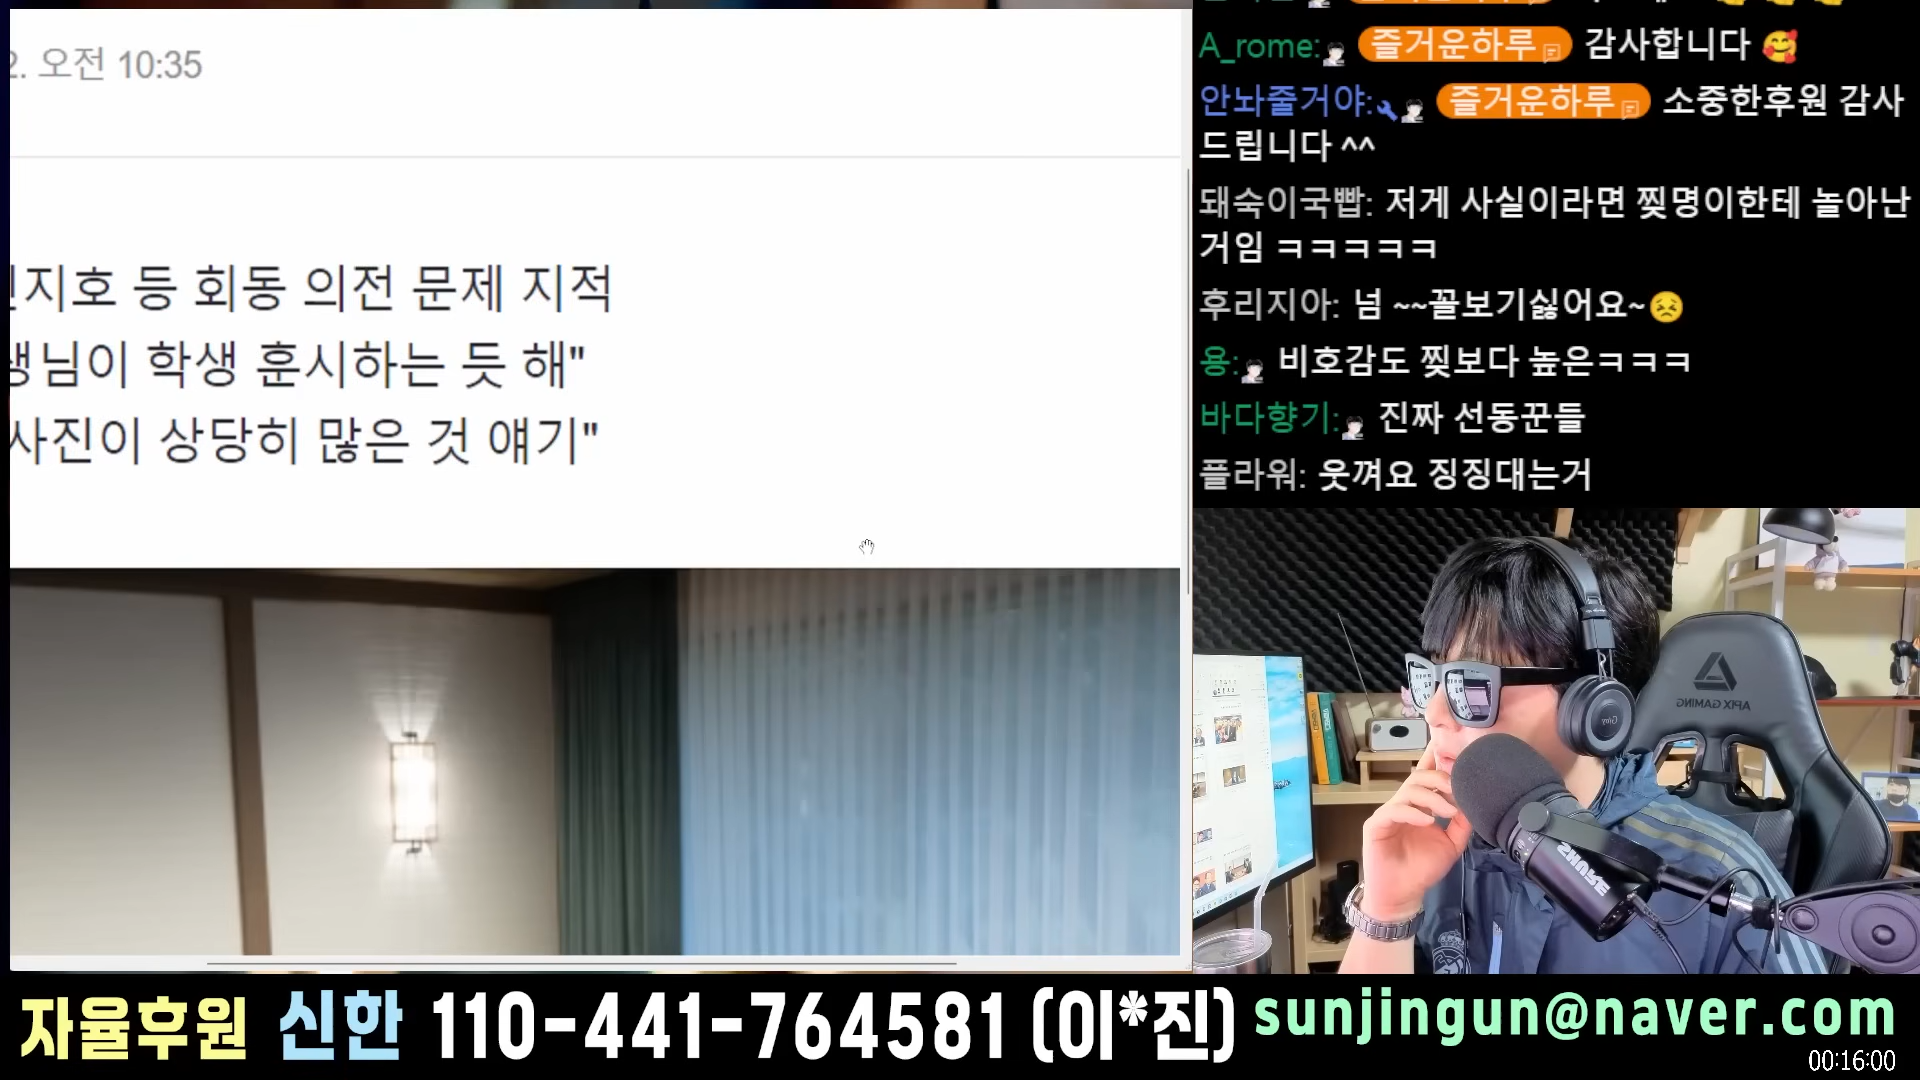 2. 오전 10:35
지호 등 회동 의전 문제 지적
생님이 학생 훈시하는 듯 해"
사진이 상당히 많은 것 얘기"
A_rome: 즐거운하루 감사합니다
안놔줄거야: 즐거운하루 소중한후원 감사
드립니다 ^^
돼숙이국빱: 저게 사실이라면 찢명이한테 놀아난
거임 ㅋㅋㅋㅋㅋ
후리지아: 넘 ~~꼴보기싫어요~
용: 비호감도 찢보다 높은ㅋㅋㅋ
바다향기: 진짜 선동꾼들
플라워: 웃껴요 징징대는거
APIX GAMING
SHURE
자율후원 신한 110-441-764581 (이*진) sunjingun@naver.com
00:16:00